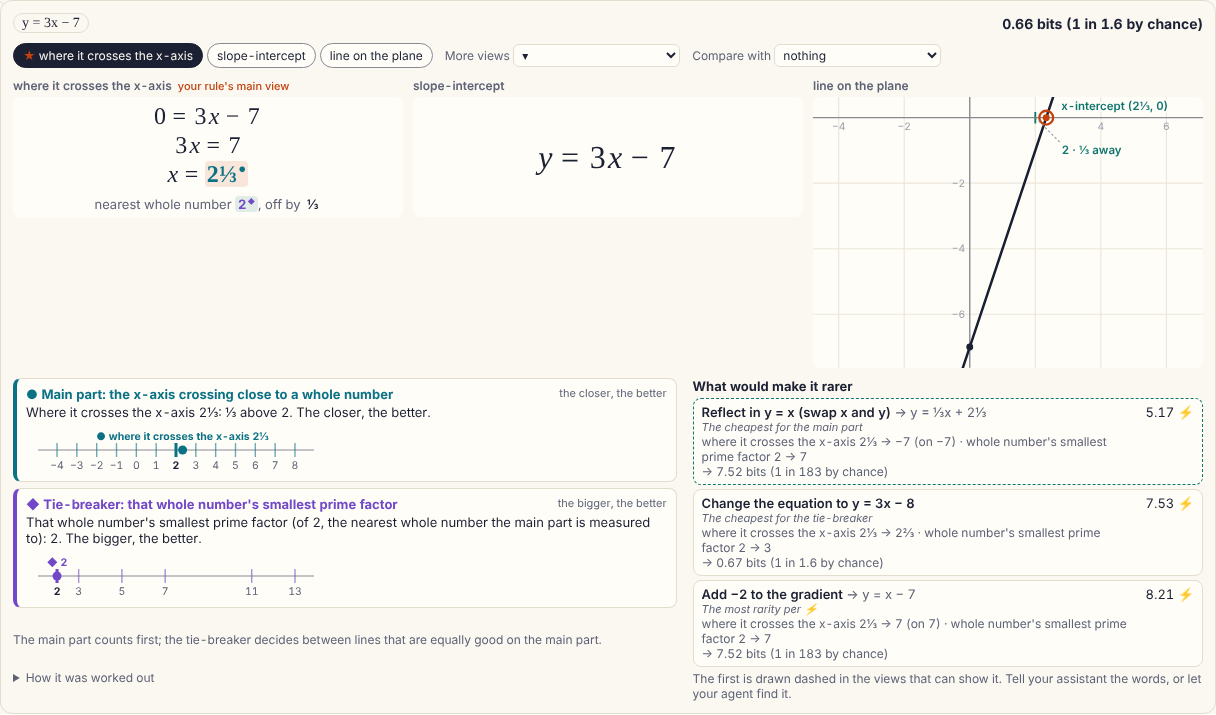 y = 3x − 7
0.66 bits (1 in 1.6 by chance)
★ where it crosses the x-axis
slope-intercept
line on the plane
More views
▾
Compare with
nothing
where it crosses the x-axis your rule's main view
0 = 3x − 7
3x = 7
x = 2⅓●
nearest whole number 2◆, off by ⅓
slope-intercept
y = 3x − 7
line on the plane
x-intercept (2⅓, 0)
−4 −2 4 6
2 · ⅓ away
−2
−4
−6
● Main part: the x-axis crossing close to a whole number
the closer, the better
Where it crosses the x-axis 2⅓: ⅓ above 2. The closer, the better.
● where it crosses the x-axis 2⅓
−4 −3 −2 −1 0 1 2 3 4 5 6 7 8
◆ Tie-breaker: that whole number's smallest prime factor
the bigger, the better
That whole number's smallest prime factor (of 2, the nearest whole number the main part is measured
to): 2. The bigger, the better.
◆ 2
2 3 5 7 11 13
The main part counts first; the tie-breaker decides between lines that are equally good on the main part.
▶ How it was worked out
What would make it rarer
Reflect in y = x (swap x and y) → y = ⅓x + 2⅓
5.17 ⚡
The cheapest for the main part
where it crosses the x-axis 2⅓ → −7 (on −7) · whole number's smallest
prime factor 2 → 7
→ 7.52 bits (1 in 183 by chance)
Change the equation to y = 3x − 8
7.53 ⚡
The cheapest for the tie-breaker
where it crosses the x-axis 2⅓ → 2⅔ · whole number's smallest prime
factor 2 → 3
→ 0.67 bits (1 in 1.6 by chance)
Add −2 to the gradient → y = x − 7
8.21 ⚡
The most rarity per ⚡
where it crosses the x-axis 2⅓ → 7 (on 7) · whole number's smallest prime
factor 2 → 7
→ 7.52 bits (1 in 183 by chance)
The first is drawn dashed in the views that can show it. Tell your assistant the words, or let
your agent find it.